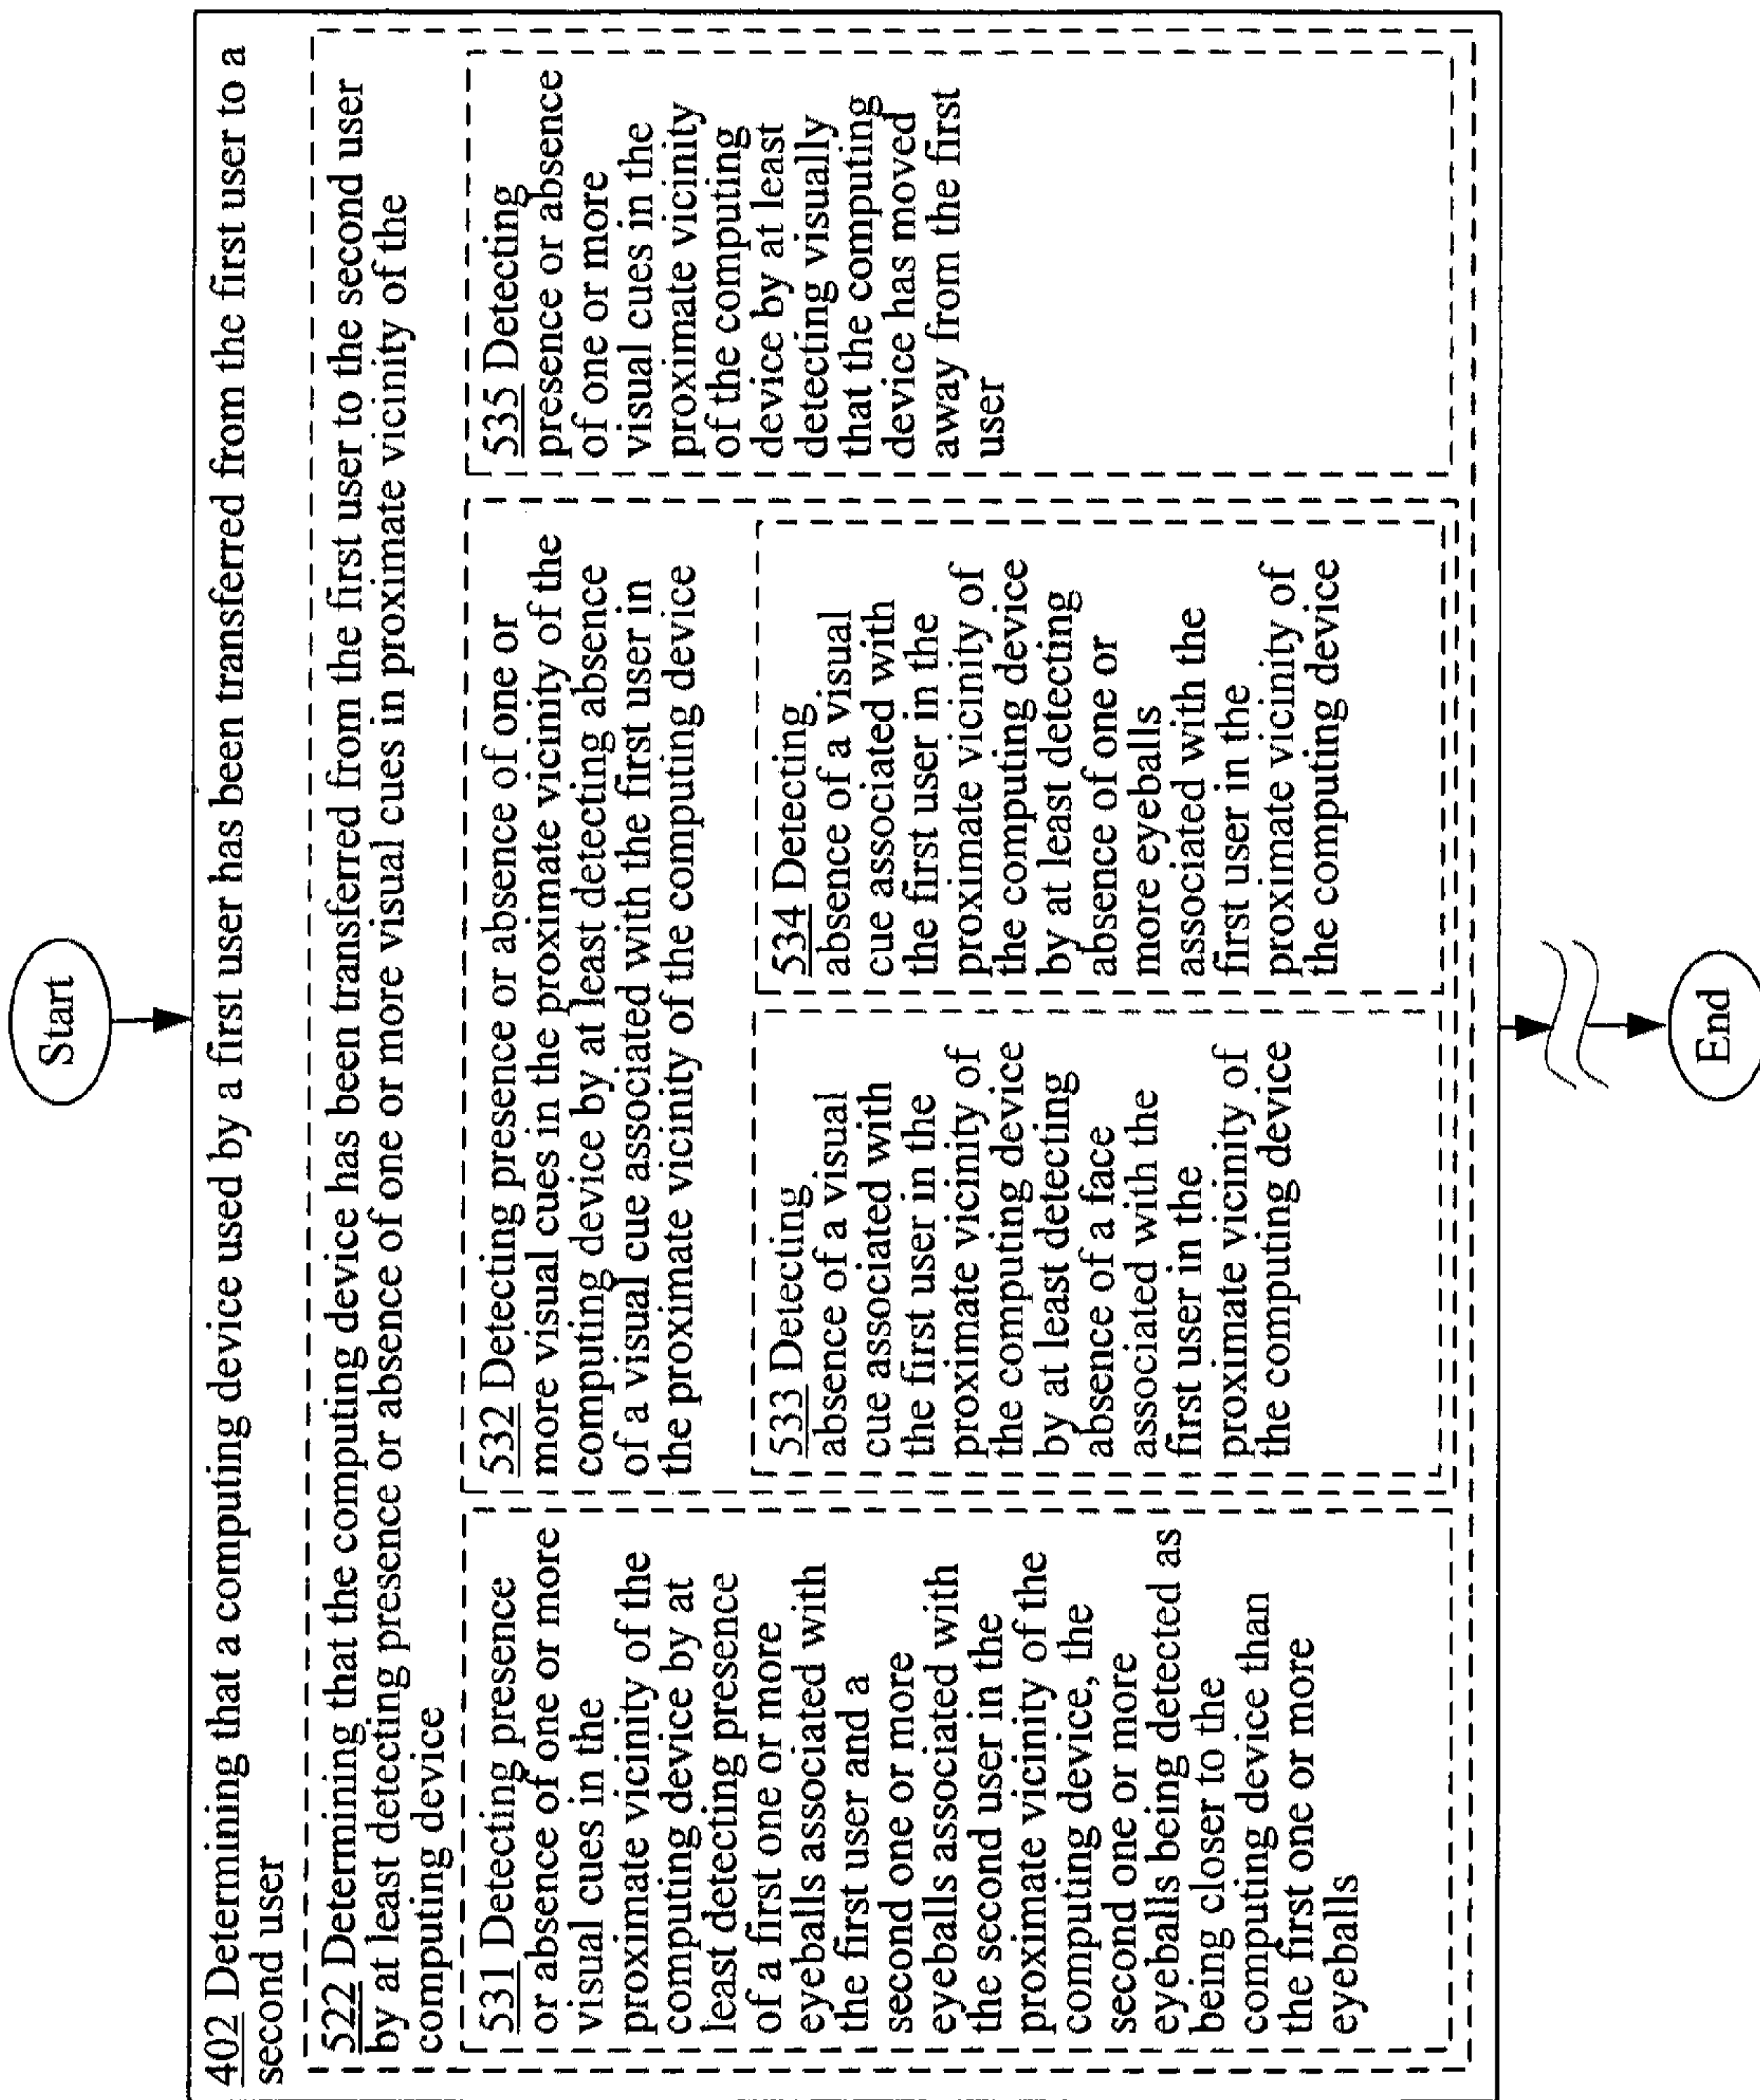 Start
402 Determining that a computing device used by a first user has been transferred from the first user to a
second user
522 Determining that the computing device has been transferred from the first user to the second user
by at least detecting presence or absence of one or more visual cues in proximate vicinity of the
computing device
531 Detecting presence
or absence of one or more
visual cues in the
proximate vicinity of the
computing device by at
least detecting presence
of a first one or more
eyeballs associated with
the first user and a
second one or more
eyeballs associated with
the second user in the
proximate vicinity of the
computing device, the
second one or more
eyeballs being detected as
being closer to the
computing device than
the first one or more
eyeballs
532 Detecting presence or absence of one or
more visual cues in the proximate vicinity of the
computing device by at least detecting absence
of a visual cue associated with the first user in
the proximate vicinity of the computing device
533 Detecting
absence of a visual
cue associated with
the first user in the
proximate vicinity of
the computing device
by at least detecting
absence of a face
associated with the
first user in the
proximate vicinity of
the computing device
534 Detecting
absence of a visual
cue associated with
the first user in the
proximate vicinity of
the computing device
by at least detecting
absence of one or
more eyeballs
associated with the
first user in the
proximate vicinity of
the computing device
535 Detecting
presence or absence
of one or more
visual cues in the
proximate vicinity
of the computing
device by at least
detecting visually
that the computing
device has moved
away from the first
user
End